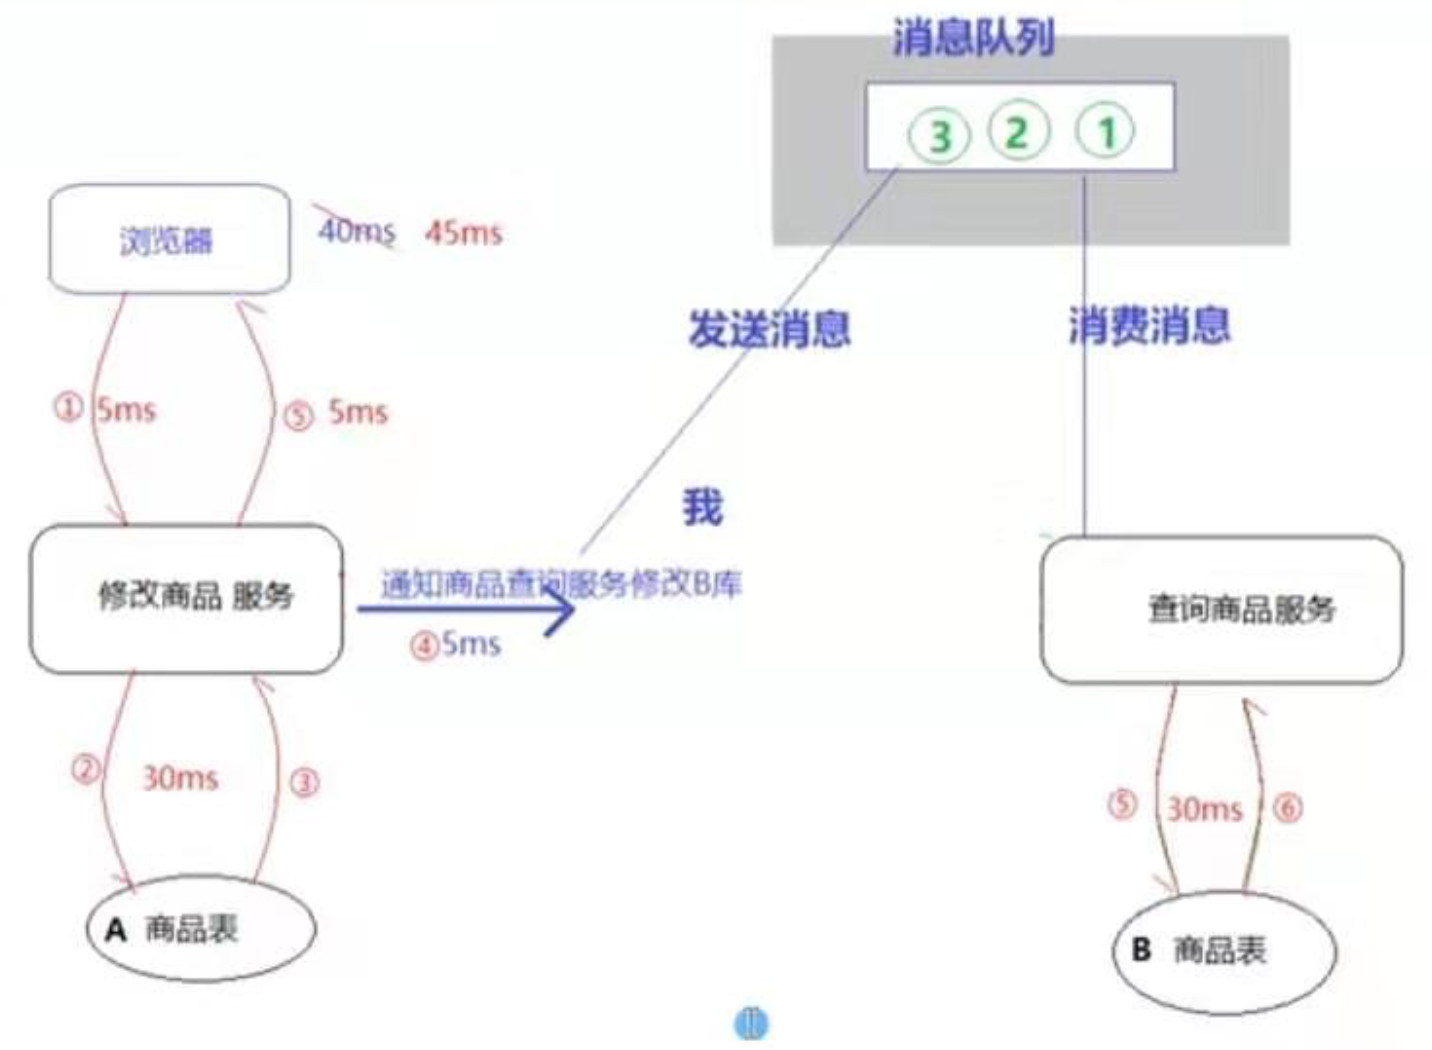 消息队列
③ ② ①
浏览器
40ms 45ms
发送消息
消费消息
① 5ms
⑤ 5ms
我
修改商品 服务
通知商品查询服务修改B库
④5ms
查询商品服务
② 30ms ③
⑤ 30ms ⑥
A 商品表
B 商品表